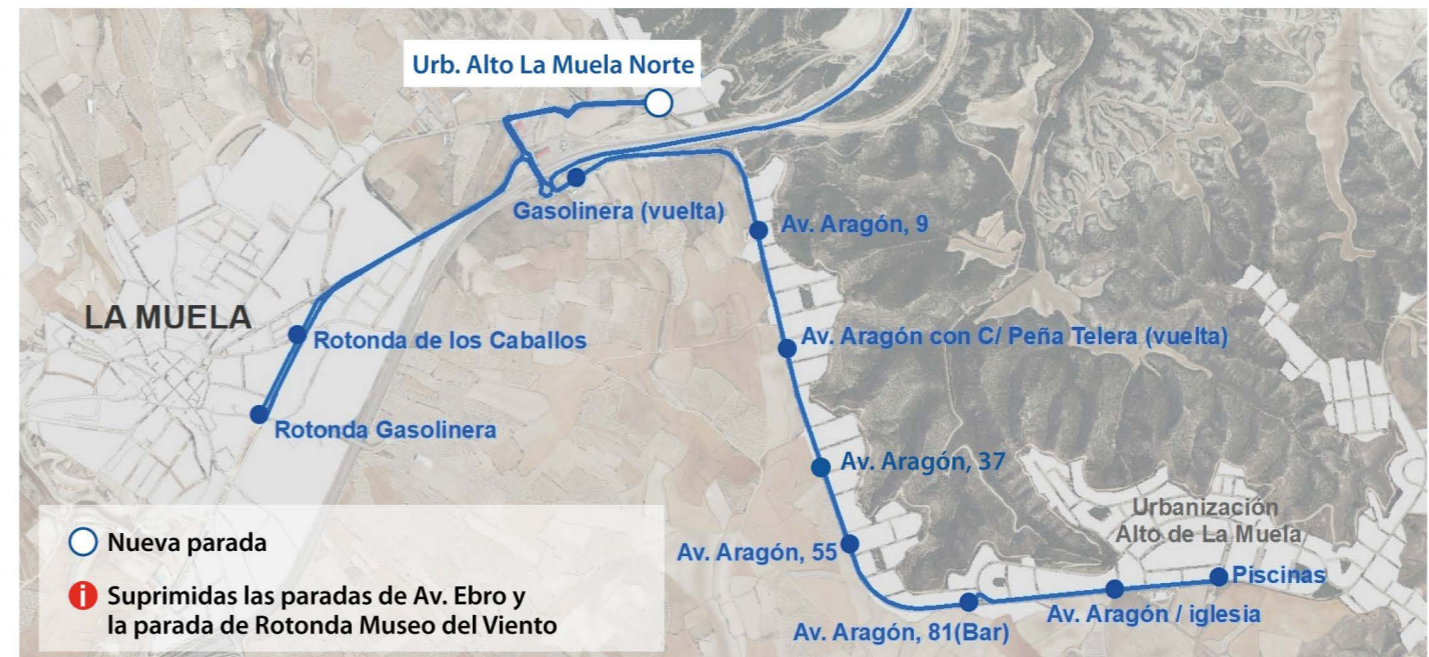 Urb. Alto La Muela Norte
Gasolinera (vuelta)
Av. Aragón, 9
LA MUELA
Rotonda de los Caballos
Av. Aragón con C/ Peña Telera (vuelta)
Rotonda Gasolinera
Av. Aragón, 37
Urbanización
Alto de La Muela
Av. Aragón, 55
Piscinas
Av. Aragón / iglesia
Av. Aragón, 81(Bar)
Nueva parada
i Suprimidas las paradas de Av. Ebro y
la parada de Rotonda Museo del Viento